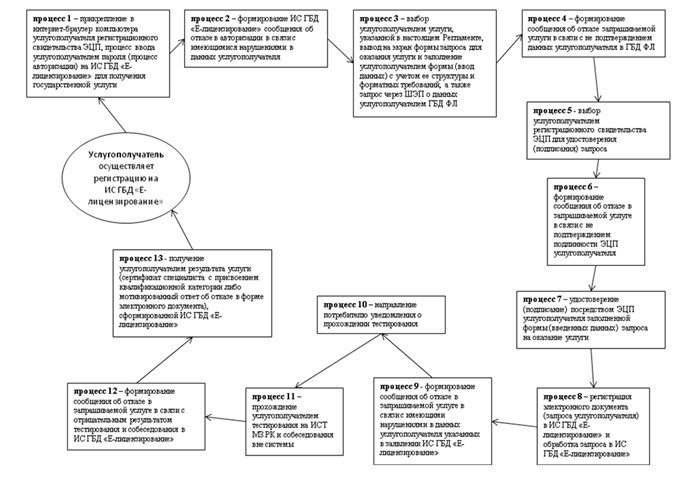 процесс 1 – прикрепление в
интернет-браузер компьютера
услугополучателя регистрационного
свидетельства ЭЦП, процесс ввода
услугополучателем пароля (процесс
авторизации) на ИС ГБД «Е-
лицензирование» для получения
государственной услуги
процесс 2 – формирование ИС ГБД
«Е-лицензирование» сообщения об
отказе в авторизации в связи с
имеющимися нарушениями в
данных услугополучателя
процесс 3 – выбор
услугополучателем услуги,
указанной в настоящем Регламенте,
вывод на экран формы запроса для
оказания услуги и заполнение
услугополучателем формы (ввод
данных) с учетом ее структуры и
форматных требований, а также
запрос через ШЭП о данных
услугополучателем ГБД ФЛ
процесс 4 – формирование
сообщения об отказе запрашиваемой
услуги в связи с не подтверждением
данных услугополучателя в ГБД ФЛ
процесс 5 - выбор
услугополучателем
регистрационного свидетельства
ЭЦП для удостоверения
(подписания) запроса
процесс 6 –
формирование
сообщения об отказе в
запрашиваемой услуге
в связи с не
подтверждением
подлинности ЭЦП
услугополучателя
процесс 7 – удостоверение
(подписание) посредством ЭЦП
услугополучателя заполненной
формы (введенных данных) запроса
на оказание услуги
процесс 8 – регистрация
электронного документа
(запроса услугополучателя)
в ИС ГБД «Е-
лицензирование» и
обработка запроса в ИС
ГБД «Е-лицензирование»
процесс 9 - формирование
сообщения об отказе в
запрашиваемой услуге в
связи с имеющими
нарушениями в данных
услугополучателя указанных
в заявлении ИС ГБД «Е-
лицензирование»
процесс 10 – направление
потребителю уведомления о
прохождении тестирования
процесс 11 –
прохождение
услугополучателем
тестирования на ИСТ
МЗ РК и собеседования
вне системы
процесс 12 – формирование
сообщения об отказе в
запрашиваемой услуге в связи с
отрицательным результатом
тестирования и собеседования в
ИС ГБД «Е-лицензирование»
процесс 13 - получение
услугополучателем результата услуги
(сертификат специалиста с присвоением
квалификационной категории либо
мотивированный ответ об отказе в форме
электронного документа),
сформированной ИС ГБД «Е-
лицензирование»
Услугополучатель
осуществляет
регистрацию на
ИС ГБД «Е-
лицензирование»